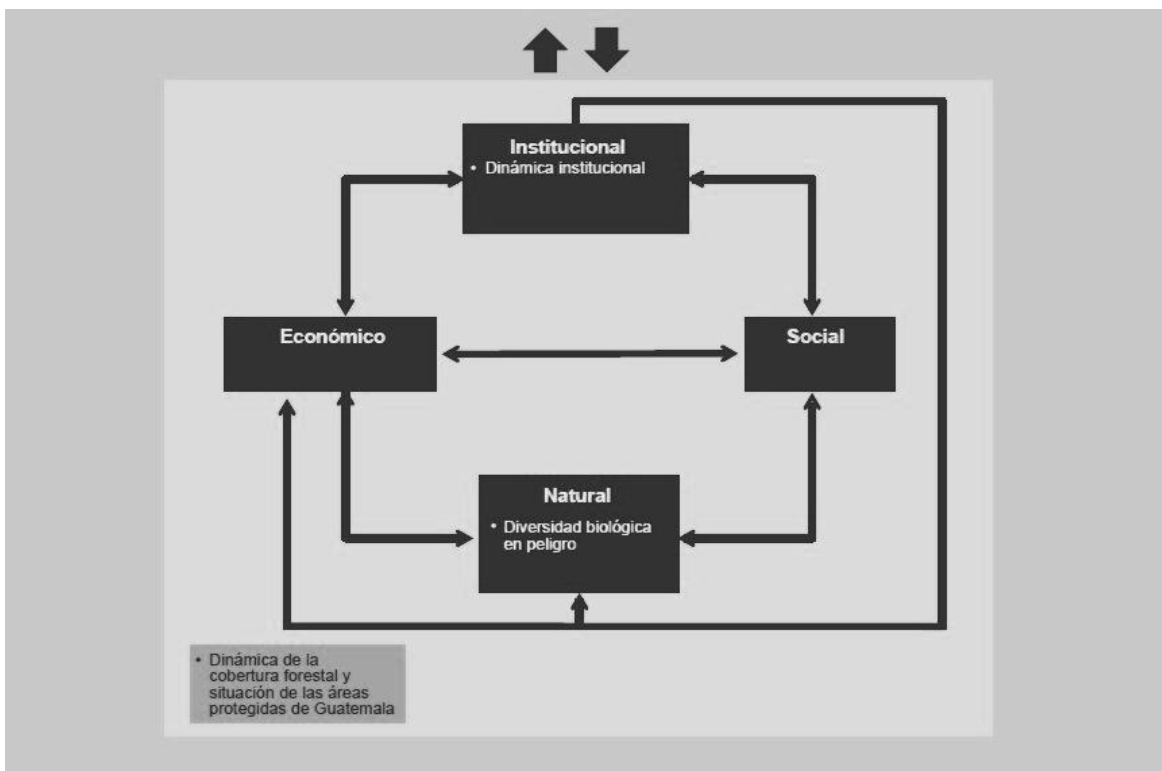 Institucional
• Dinámica institucional
Económico
Social
Natural
• Diversidad biológica
en peligro
• Dinámica de la
cobertura forestal y
situación de las áreas
protegidas de Guatemala